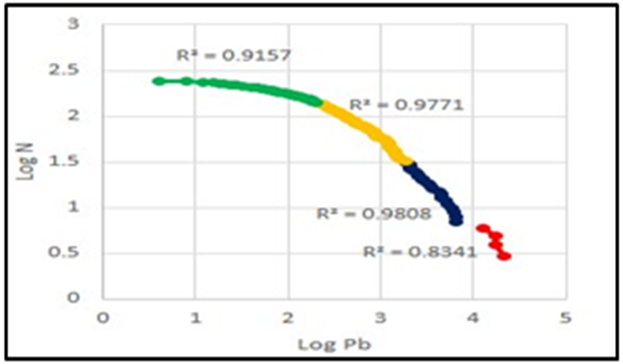 3
R² = 0.9157
2.5
R² = 0.9771
2
Log N
1.5
1
R² = 0.9808
0.5
R² = 0.8341
0
0 1 2 3 4 5
Log Pb